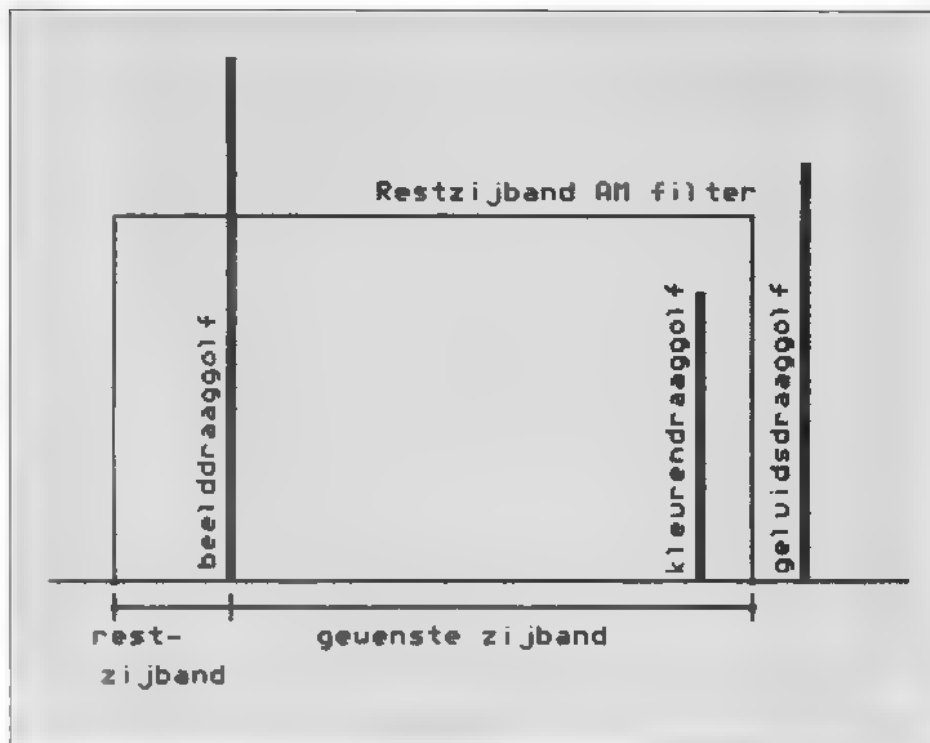 Restzijband AM filter
beelddraaggolf
kleurendraaggolf
geluidsdraaggolf
rest-
zijband
gewenste zijband